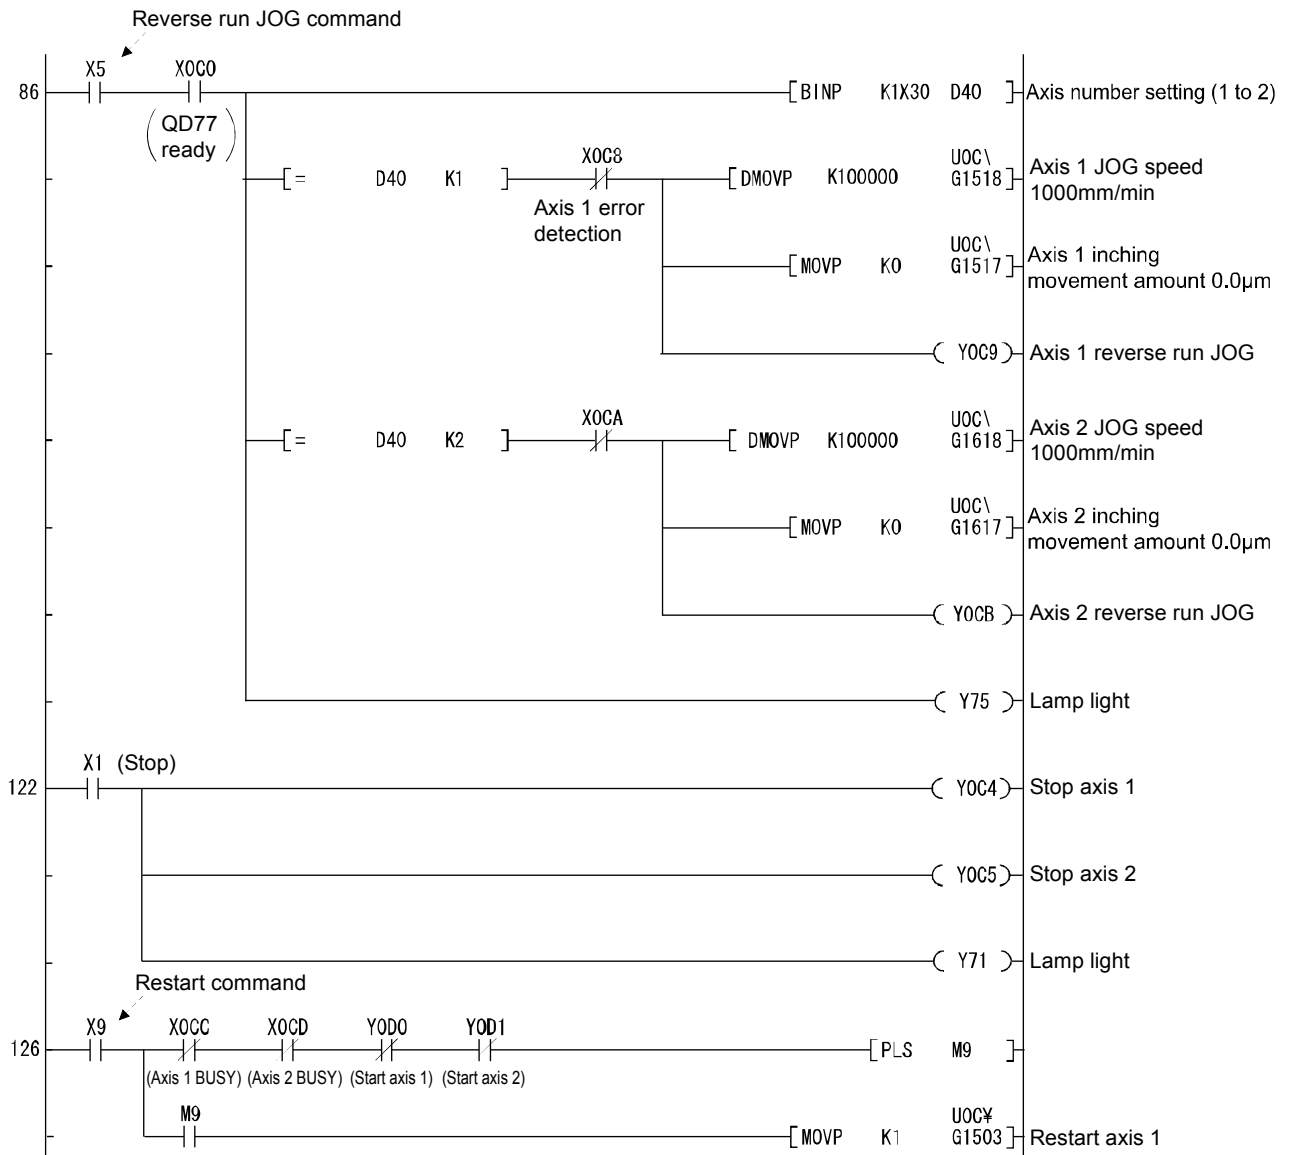 Reverse run JOG command
X5 X0C0
86 BINP K1X30 D40 Axis number setting (1 to 2)
QD77
ready
= D40 K1 X0C8 DMOVP K100000 U0C\
G1518 Axis 1 JOG speed
1000mm/min
Axis 1 error
detection
MOVP K0 U0C\
G1517 Axis 1 inching
movement amount 0.0µm
Y0C9 Axis 1 reverse run JOG
= D40 K2 X0CA DMOVP K100000 U0C\
G1618 Axis 2 JOG speed
1000mm/min
MOVP K0 U0C\
G1617 Axis 2 inching
movement amount 0.0µm
Y0CB Axis 2 reverse run JOG
Y75 Lamp light
X1 (Stop)
122 Y0C4 Stop axis 1
Y0C5 Stop axis 2
Y71 Lamp light
Restart command
X9 X0CC X0CD Y0D0 Y0D1
126 PLS M9
(Axis 1 BUSY) (Axis 2 BUSY) (Start axis 1) (Start axis 2)
M9 U0C¥
MOVP K1 G1503 Restart axis 1